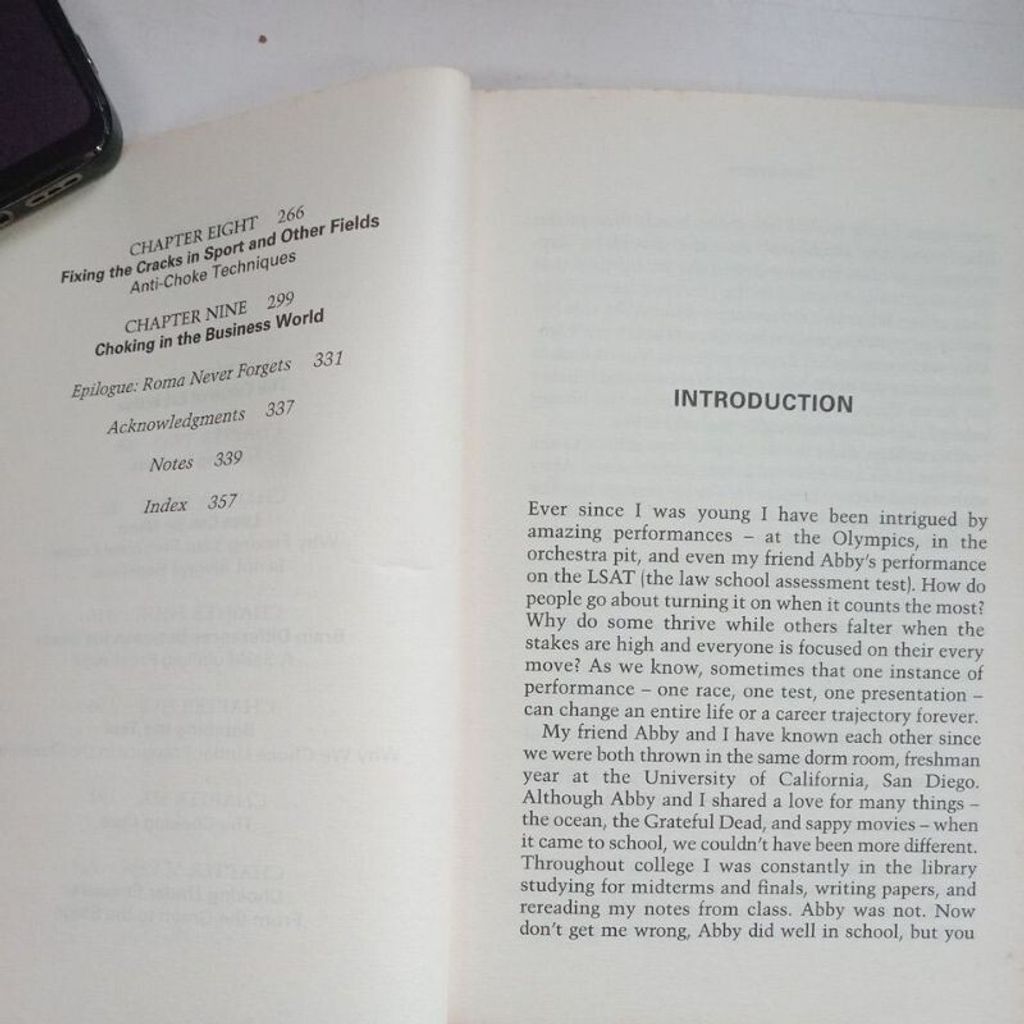 CHAPTER EIGHT 266
Fixing the Cracks in Sport and Other Fields
Anti-Choke Techniques
CHAPTER NINE 299
Choking in the Business World
Epilogue: Roma Never Forgets 331
Acknowledgments 337
Notes 339
Index 357
INTRODUCTION
Ever since I was young I have been intrigued by
amazing performances – at the Olympics, in the
orchestra pit, and even my friend Abby's performance
on the LSAT (the law school assessment test). How do
people go about turning it on when it counts the most?
Why do some thrive while others falter when the
stakes are high and everyone is focused on their every
move? As we know, sometimes that one instance of
performance – one race, one test, one presentation –
can change an entire life or a career trajectory forever.
My friend Abby and I have known each other since
we were both thrown in the same dorm room, freshman
year at the University of California, San Diego.
Although Abby and I shared a love for many things –
the ocean, the Grateful Dead, and sappy movies – when
it came to school, we couldn't have been more different.
Throughout college I was constantly in the library
studying for midterms and finals, writing papers, and
rereading my notes from class. Abby was not. Now
don't get me wrong, Abby did well in school, but you